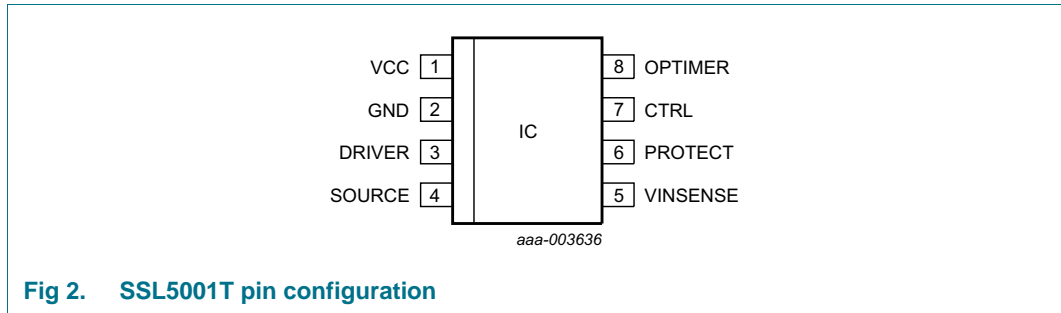 VCC 1 8 OPTIMER
GND 2 7 CTRL
IC
DRIVER 3 6 PROTECT
SOURCE 4 5 VINSENSE
aaa-003636
Fig 2. SSL5001T pin configuration